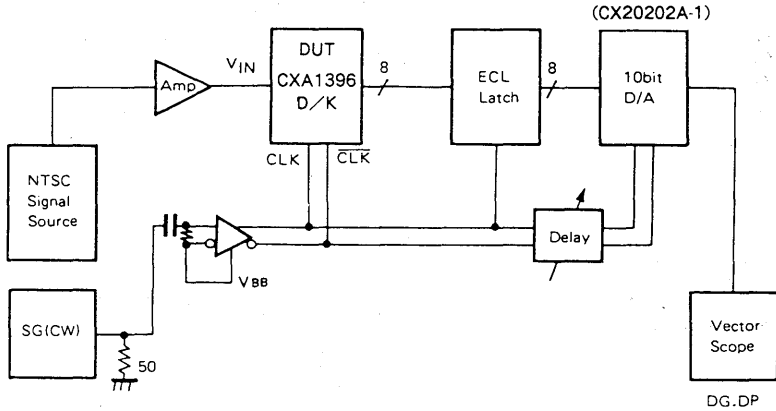 (CX20202A-1)
DUT
CXA1396
D/K
Amp
VIN
8
ECL
Latch
8
10bit
D/A
CLK
CLK
NTSC
Signal
Source
Delay
VBB
SG(CW)
50
Vector
Scope
DG.DP